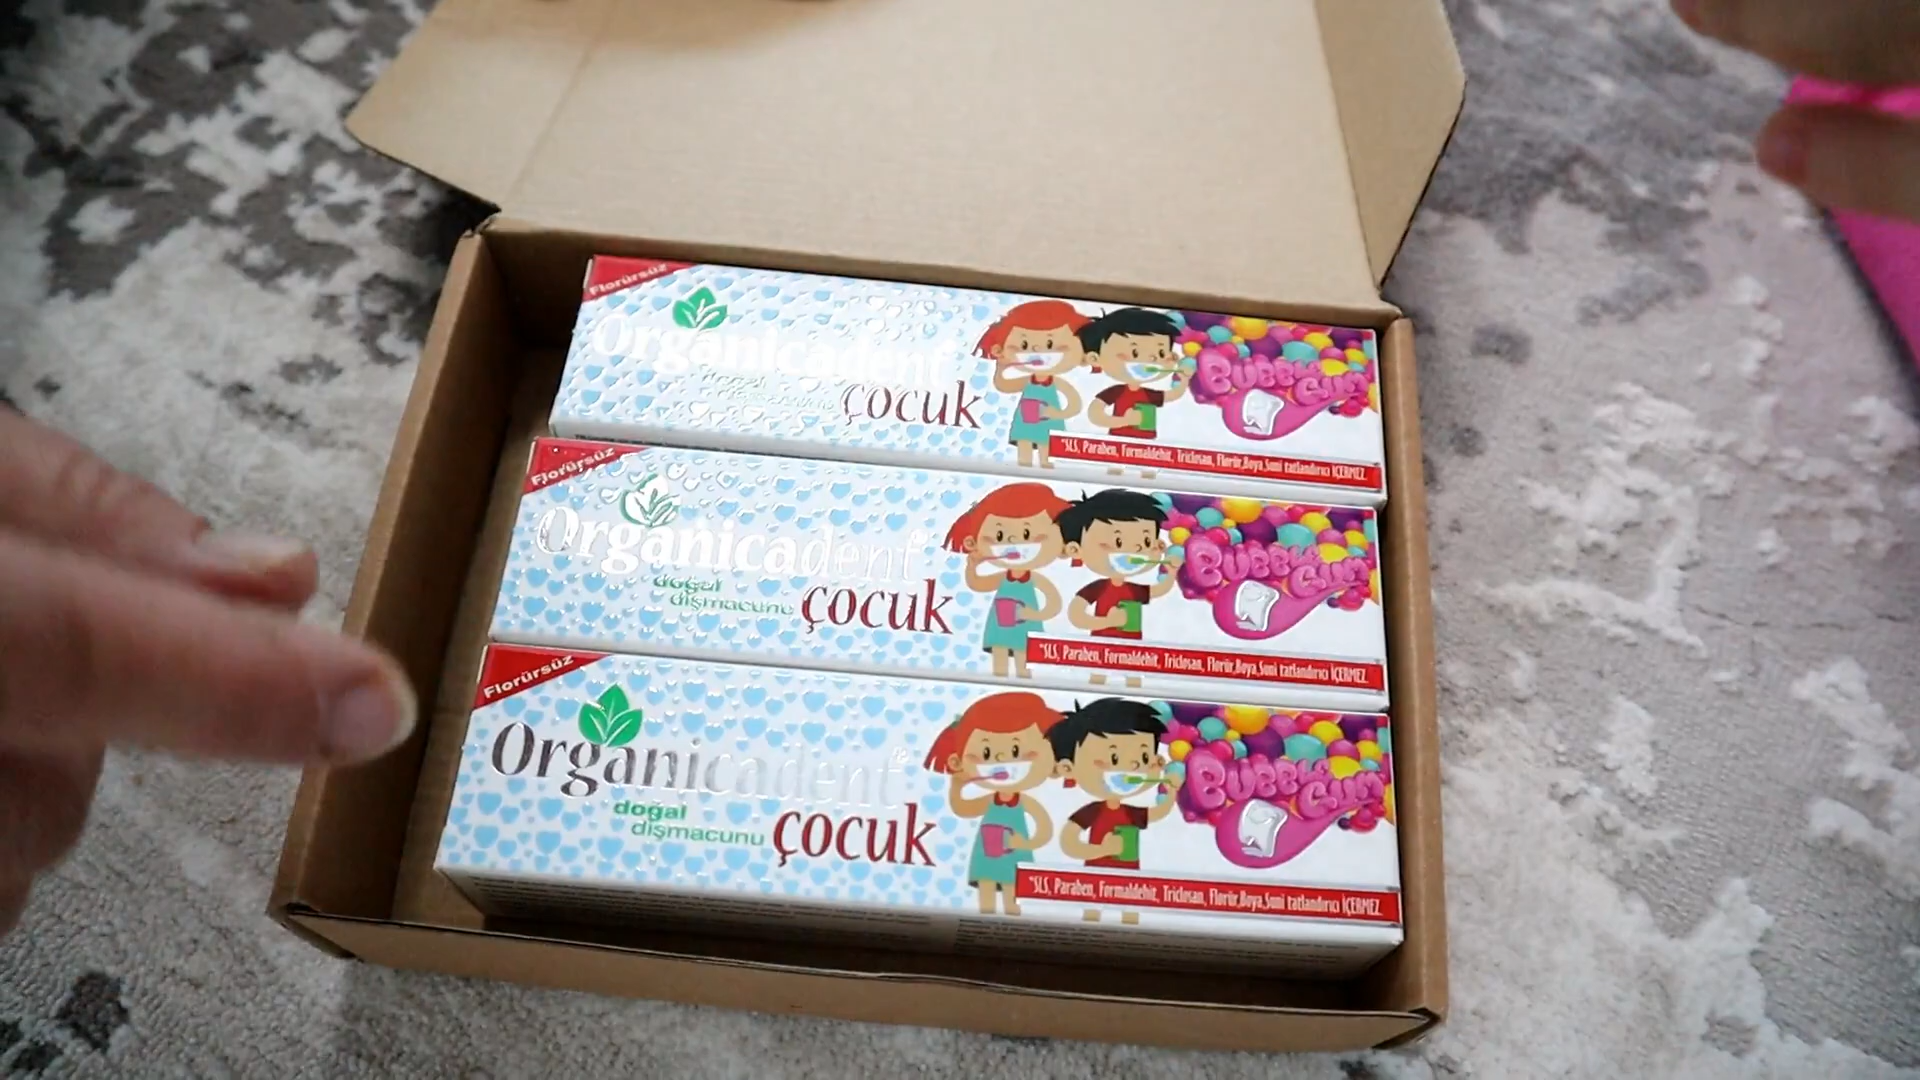 Florürsüz
Organicadent
çocuk
BUBBLE GUM
*SLS, Paraben, Formaldehit, Triclosan, Florür,Boya,Suni tatlandırıcı İÇERMEZ.
Florürsüz
Organicadent
doğal
dişmacunu çocuk
BUBBLE GUM
*SLS, Paraben, Formaldehit, Triclosan, Florür,Boya,Suni tatlandırıcı İÇERMEZ.
Florürsüz
Organicadent
doğal
dişmacunu çocuk
BUBBLE GUM
*SLS, Paraben, Formaldehit, Triclosan, Florür,Boya,Suni tatlandırıcı İÇERMEZ.